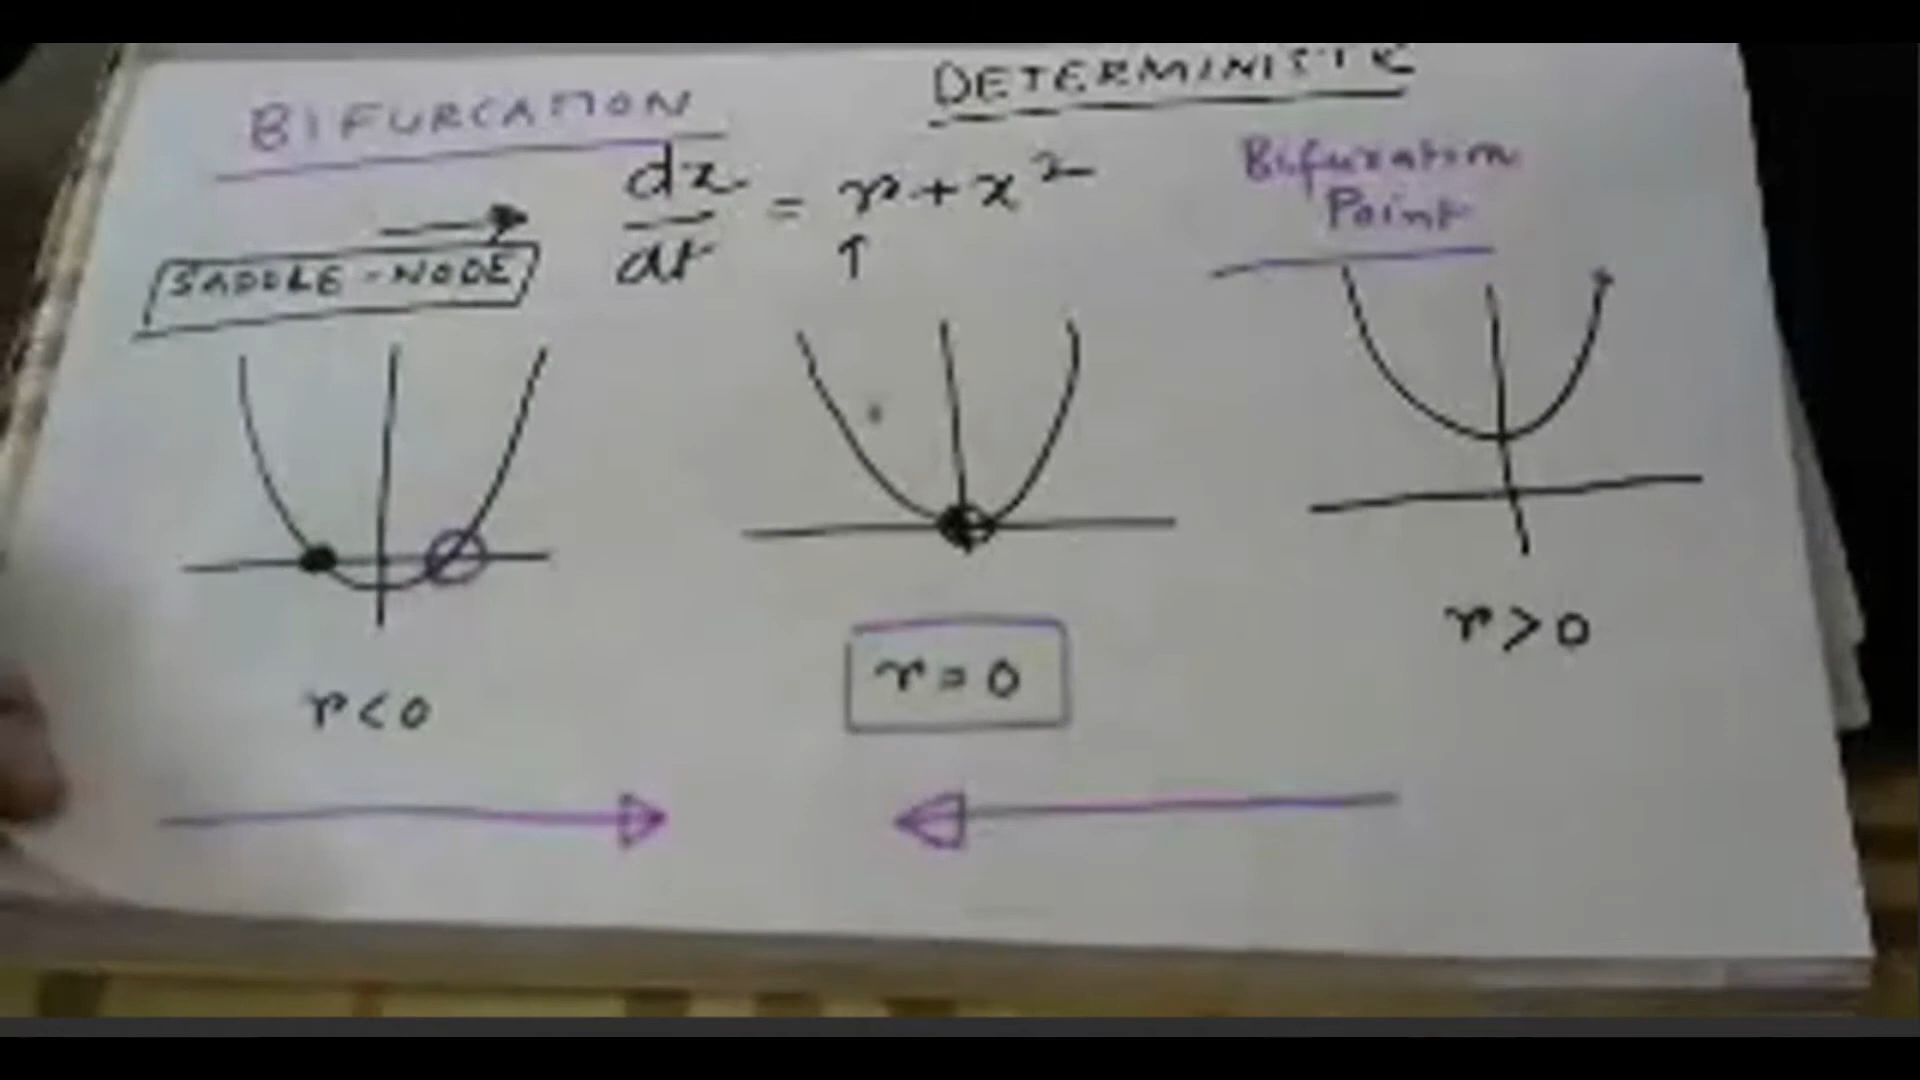 BIFURCATION
DETERMINISTIC
dx/dt = r + x²
↑
Bifurcation
Point
SADDLE-NODE
r < 0
r = 0
r > 0